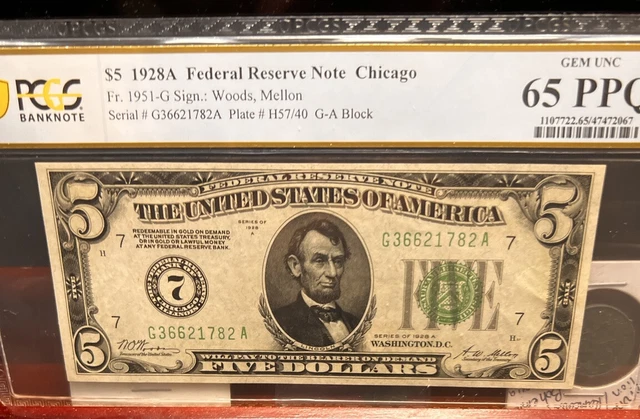 PCGS
BANKNOTE
$5 1928A Federal Reserve Note Chicago
Fr. 1951-G Sign.: Woods, Mellon
Serial # G36621782A Plate # H57/40 G-A Block
GEM UNC
65 PPQ
1107722.65/47472067
FEDERAL RESERVE NOTE
THE UNITED STATES OF AMERICA
5
5
SERIES OF
1928
A
REDEEMABLE IN GOLD ON DEMAND
AT THE UNITED STATES TREASURY,
OR IN GOLD OR LAWFUL MONEY
AT ANY FEDERAL RESERVE BANK.
7
H
G36621782 A
7
7
FIVE
7
G36621782 A
LINCOLN
SERIES OF 1928 A
WASHINGTON, D.C.
H-
WILL PAY TO THE BEARER ON DEMAND
FIVE DOLLARS
5
5